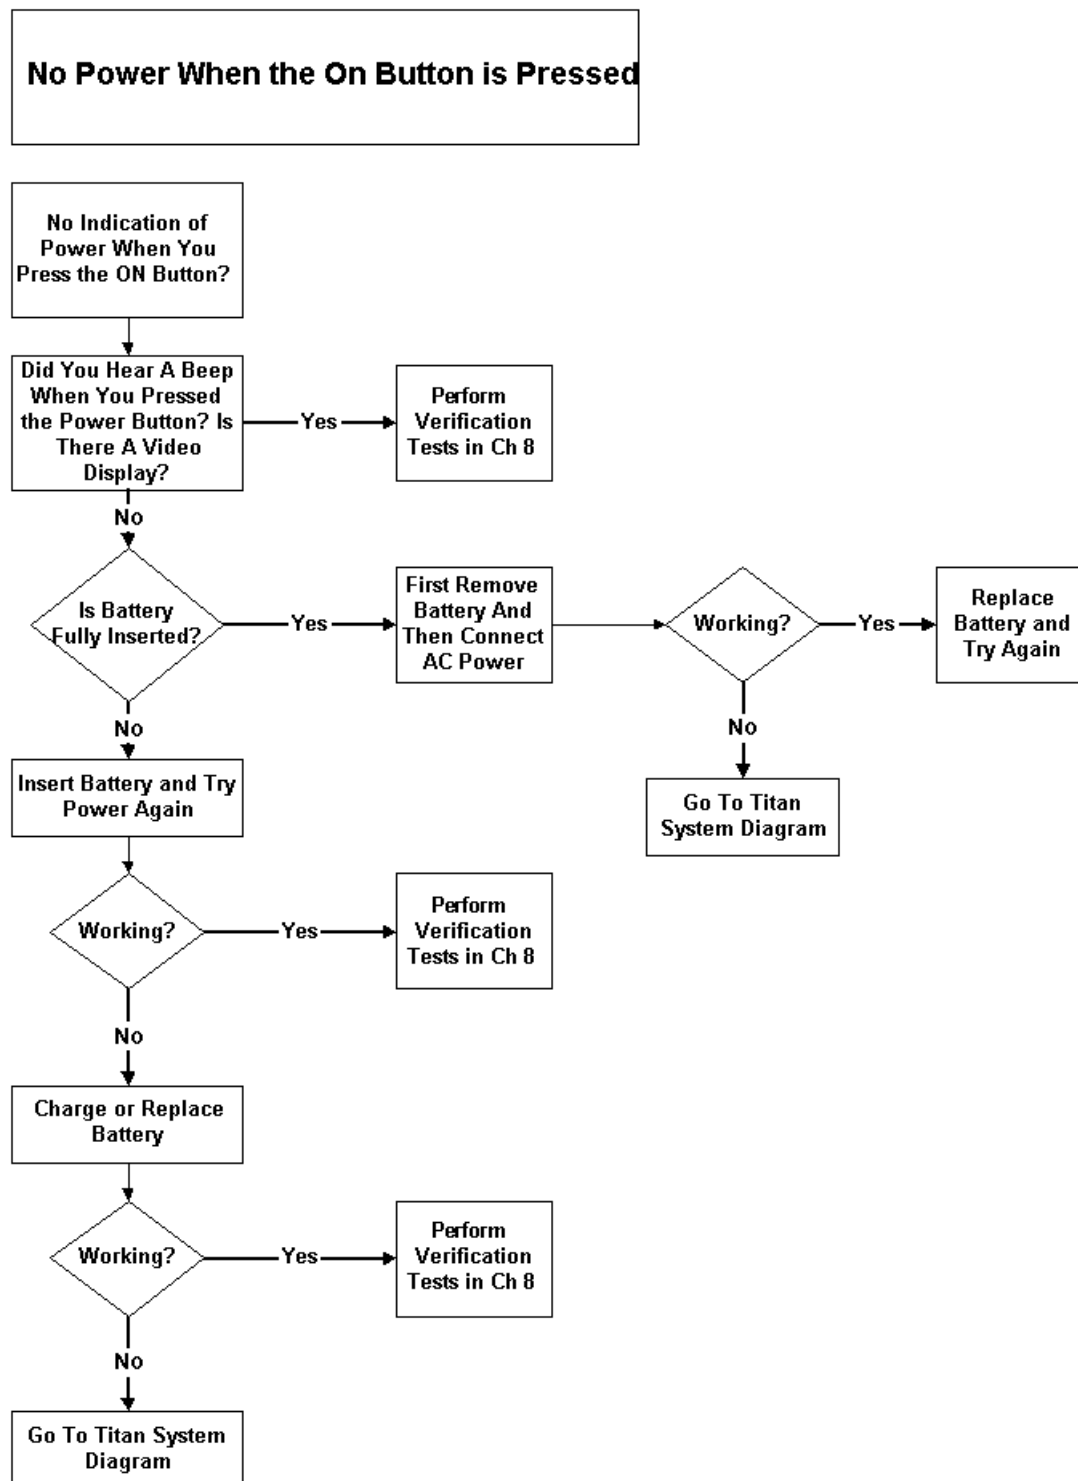 No Power When the On Button is Pressed
No Indication of
Power When You
Press the ON Button?
Did You Hear A Beep
When You Pressed
the Power Button? Is
There A Video
Display?
Yes
Perform
Verification
Tests in Ch 8
No
Is Battery
Fully Inserted?
Yes
First Remove
Battery And
Then Connect
AC Power
Working?
Yes
Replace
Battery and
Try Again
No
Go To Titan
System Diagram
No
Insert Battery and Try
Power Again
Working?
Yes
Perform
Verification
Tests in Ch 8
No
Charge or Replace
Battery
Working?
Yes
Perform
Verification
Tests in Ch 8
No
Go To Titan System
Diagram